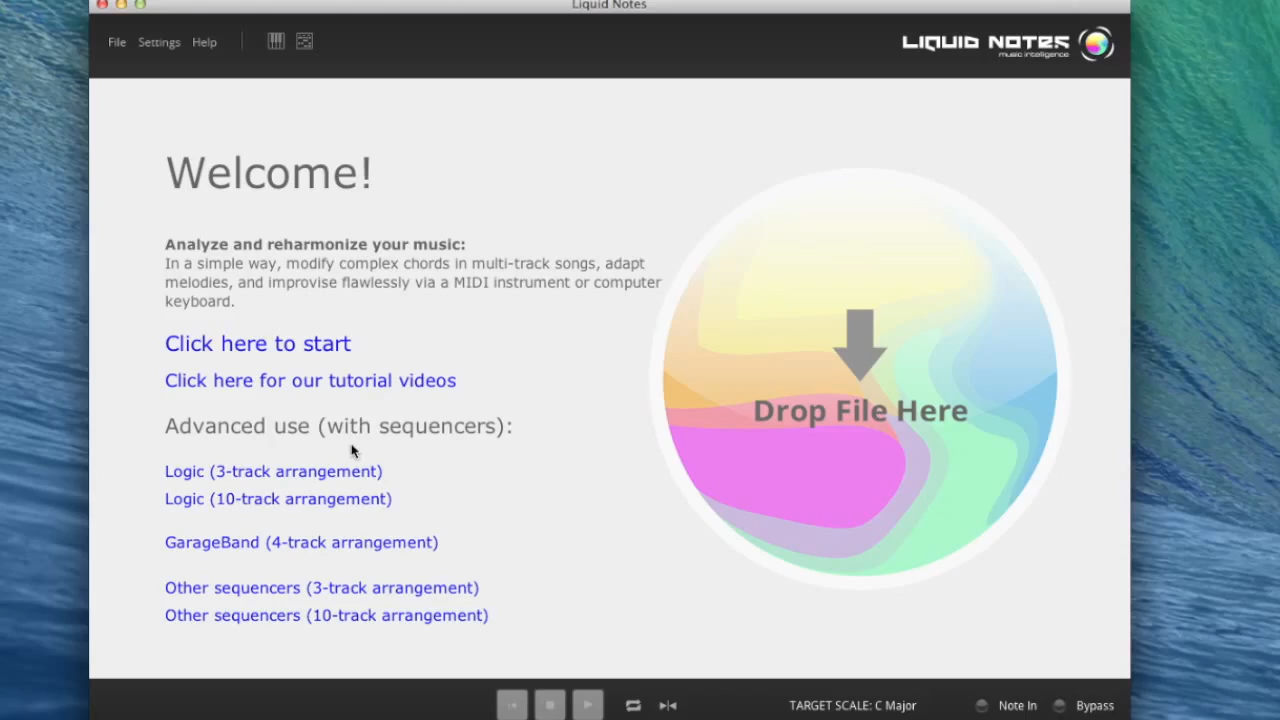 Liquid Notes
File Settings Help
LIQUID NOTES
music intelligence
Welcome!
Analyze and reharmonize your music:
In a simple way, modify complex chords in multi-track songs, adapt
melodies, and improvise flawlessly via a MIDI instrument or computer
keyboard.
Click here to start
Click here for our tutorial videos
Advanced use (with sequencers):
Logic (3-track arrangement)
Logic (10-track arrangement)
GarageBand (4-track arrangement)
Other sequencers (3-track arrangement)
Other sequencers (10-track arrangement)
Drop File Here
TARGET SCALE: C Major
Note In
Bypass